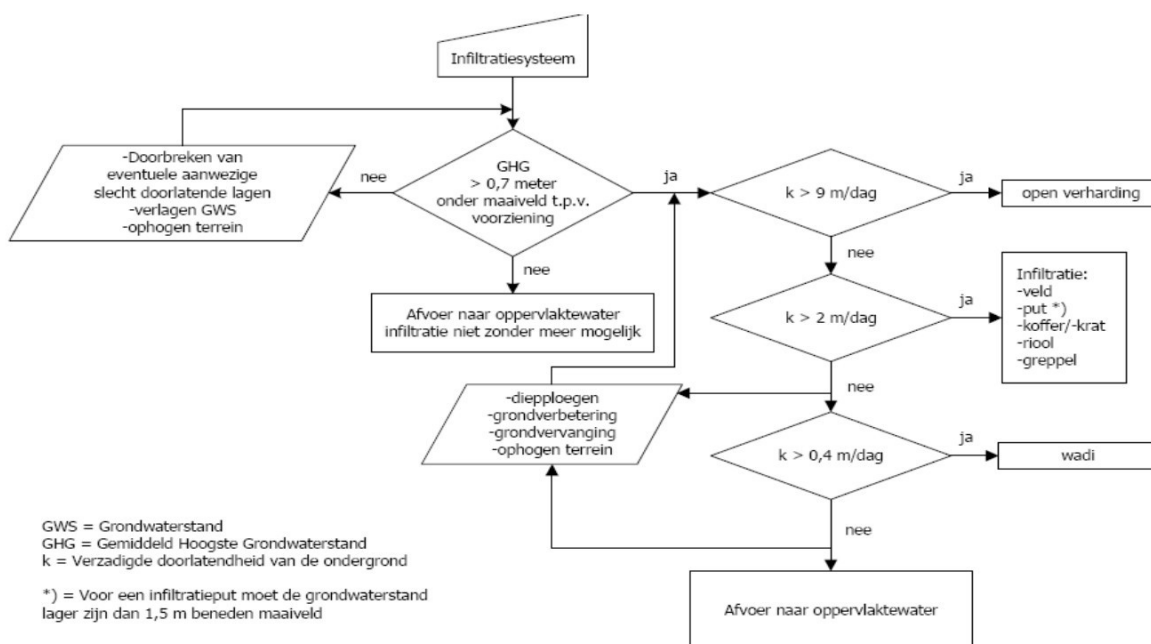 Infiltratiesysteem
-Doorbreken van
eventuele aanwezige
slecht doorlatende lagen
-verlagen GWS
-ophogen terrein
nee
GHG
> 0,7 meter
onder maaiveld t.p.v.
voorziening
ja
k > 9 m/dag
ja
open verharding
nee
nee
Afvoer naar oppervlaktewater
infiltratie niet zonder meer mogelijk
k > 2 m/dag
ja
Infiltratie:
-veld
-put *)
-koffer/-krat
-riool
-greppel
nee
-diepploegen
-grondverbetering
-grondvervanging
-ophogen terrein
k > 0,4 m/dag
ja
wadi
nee
GWS = Grondwaterstand
GHG = Gemiddeld Hoogste Grondwaterstand
k = Verzadigde doorlatendheid van de ondergrond
*) = Voor een infiltratieput moet de grondwaterstand
lager zijn dan 1,5 m beneden maaiveld
Afvoer naar oppervlaktewater